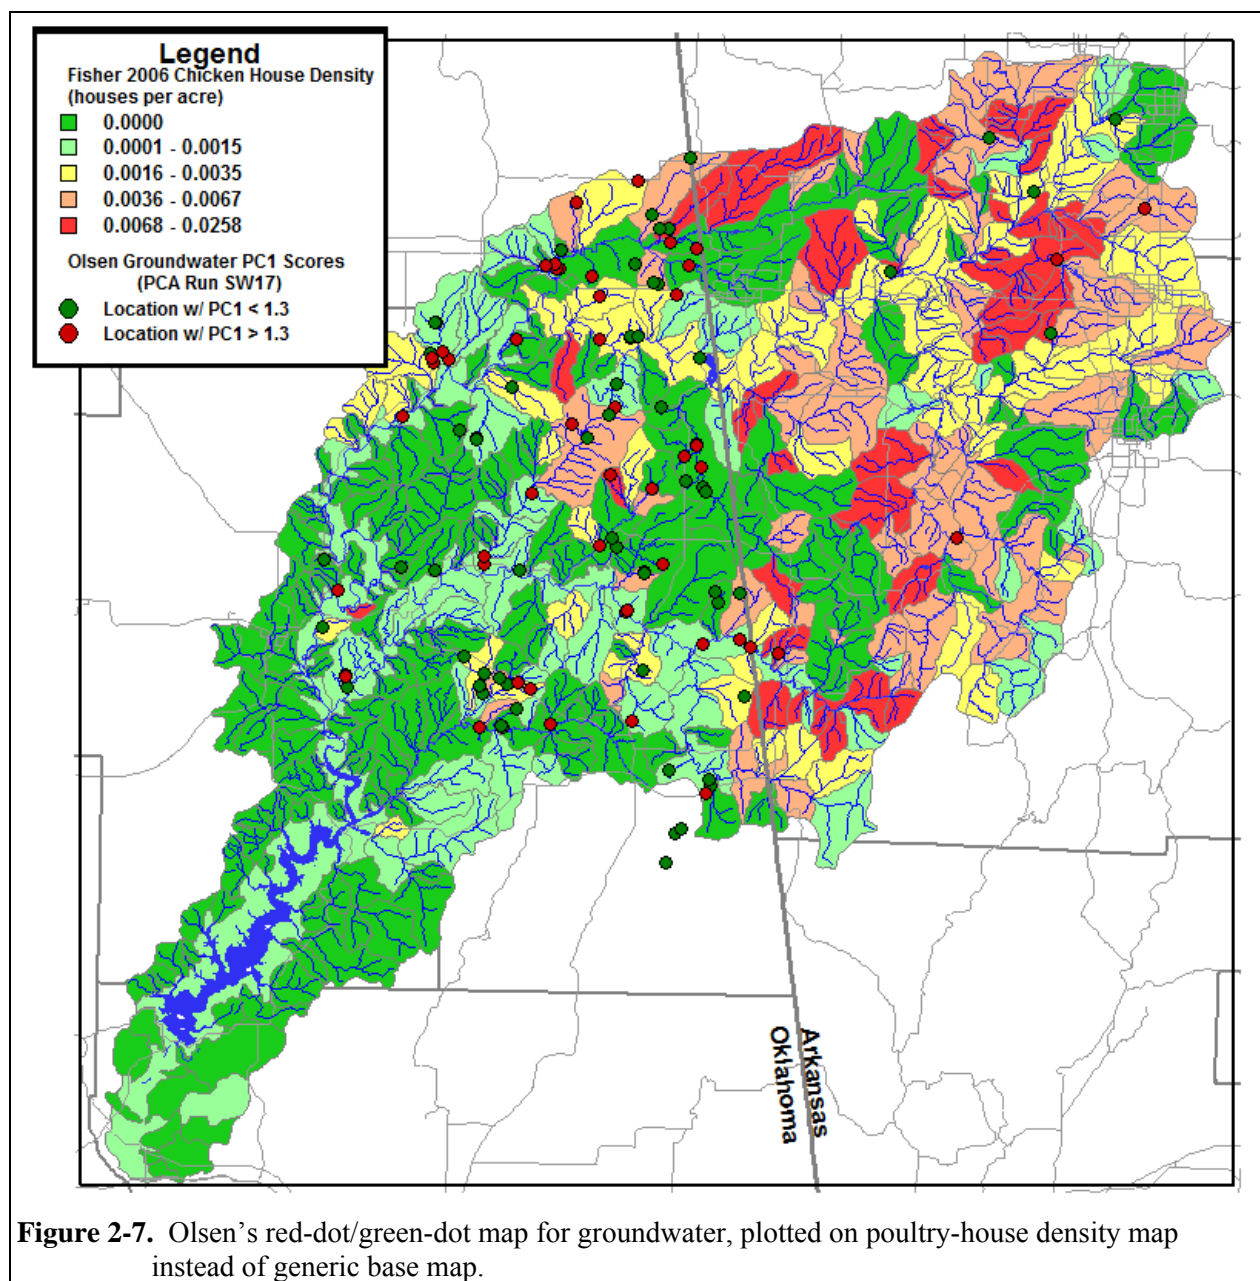 Legend
Fisher 2006 Chicken House Density
(houses per acre)
0.0000
0.0001 - 0.0015
0.0016 - 0.0035
0.0036 - 0.0067
0.0068 - 0.0258
Olsen Groundwater PC1 Scores
(PCA Run SW17)
Location w/ PC1 < 1.3
Location w/ PC1 > 1.3
Arkansas
Oklahoma
Figure 2-7. Olsen's red-dot/green-dot map for groundwater, plotted on poultry-house density map
instead of generic base map.